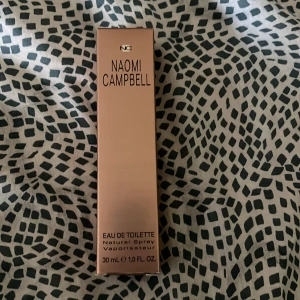 NC
NAOMI
CAMPBELL
EAU DE TOILETTE
Natural Spray
Vaporisateur
30 mL ℮ 1.0 FL. OZ.